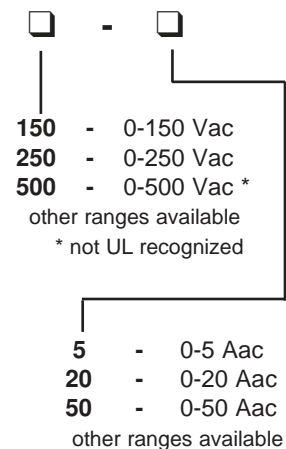 ❏ - ❏
150 - 0-150 Vac
250 - 0-250 Vac
500 - 0-500 Vac *
other ranges available
* not UL recognized
5 - 0-5 Aac
20 - 0-20 Aac
50 - 0-50 Aac
other ranges available